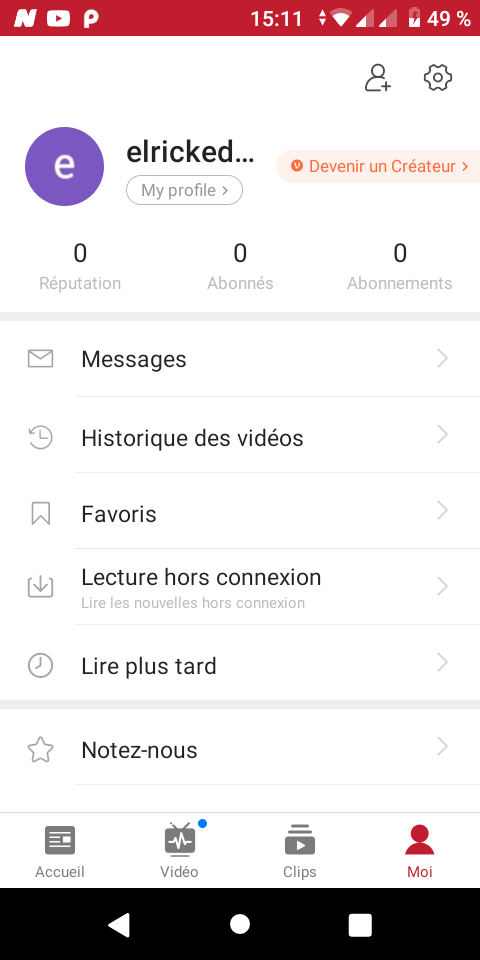 15:11 49 %
e
elricked...
Devenir un Créateur
My profile
0 0 0
Réputation Abonnés Abonnements
Messages
Historique des vidéos
Favoris
Lecture hors connexion
Lire les nouvelles hors connexion
Lire plus tard
Notez-nous
Accueil Vidéo Clips Moi